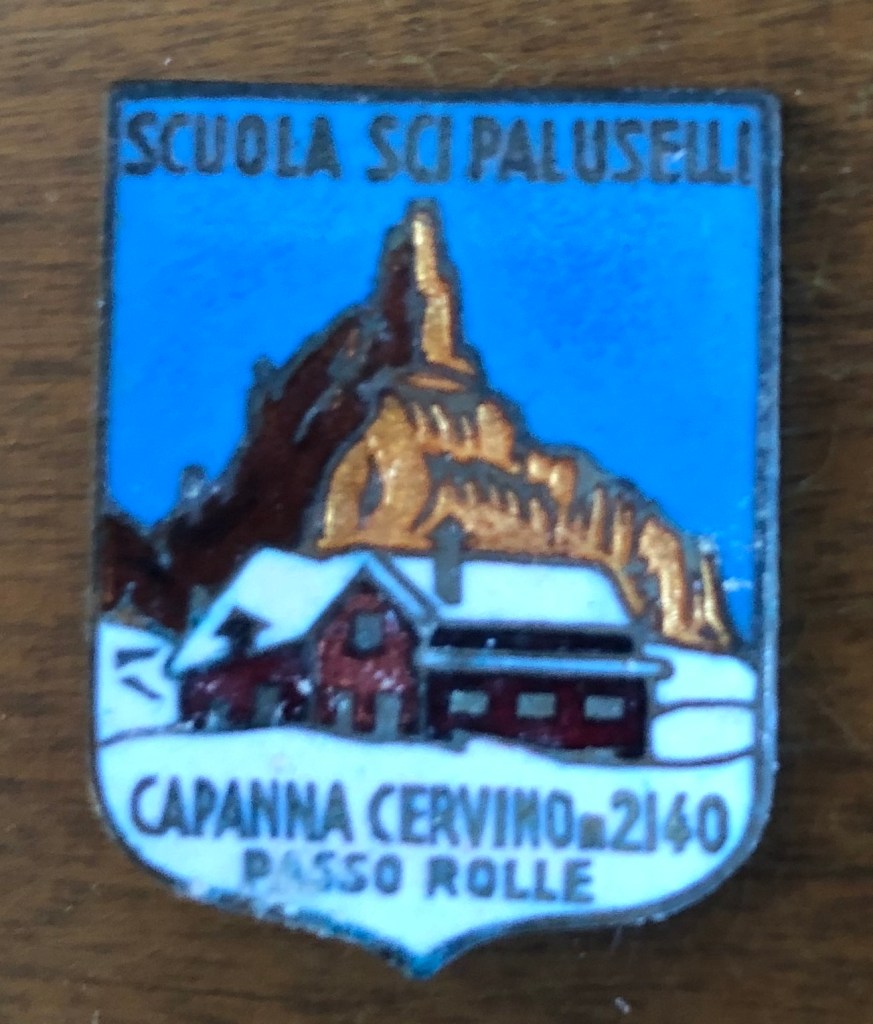 SCUOLA SCI PALUSELLI
CAPANNA CERVINO m 2140
PASSO ROLLE